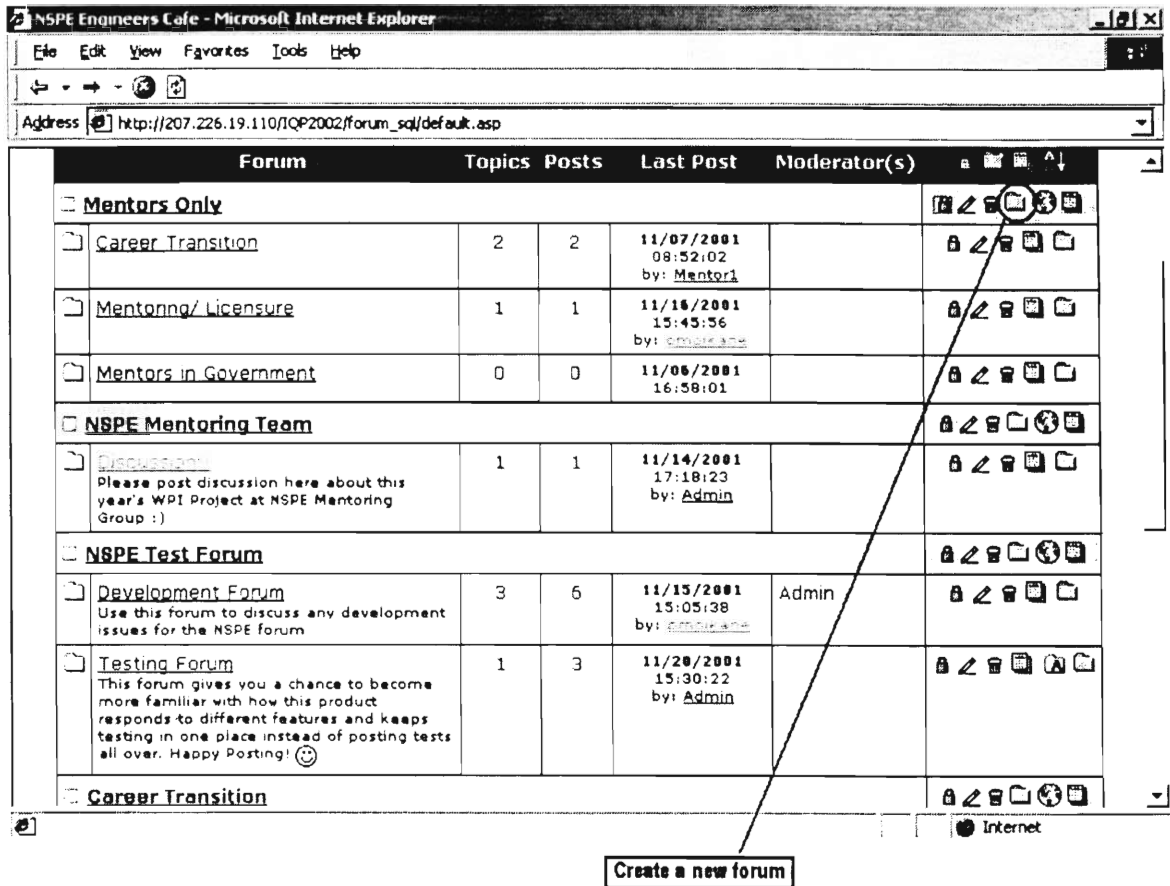 NSPE Engineers Cafe - Microsoft Internet Explorer
File Edit View Favorites Tools Help
Address http://207.226.19.110/IQP2002/forum_sql/default.asp
Forum Topics Posts Last Post Moderator(s)
Mentors Only
Career Transition 2 2 11/07/2001
08:52:02
by: Mentor1
Mentoring/ Licensure 1 1 11/16/2001
15:45:56
by:
Mentors in Government 0 0 11/06/2001
16:58:01
NSPE Mentoring Team
Discussion 1 1 11/14/2001
Please post discussion here about this 17:18:23
year's WPI Project at NSPE Mentoring by: Admin
Group :)
NSPE Test Forum
Development Forum 3 6 11/15/2001 Admin
Use this forum to discuss any development 15:05:38
issues for the NSPE forum by:
Testing Forum 1 3 11/20/2001
This forum gives you a chance to become 15:30:22
more familiar with how this product by: Admin
responds to different features and keeps
testing in one place instead of posting tests
all over. Happy Posting!
Career Transition
Internet
Create a new forum